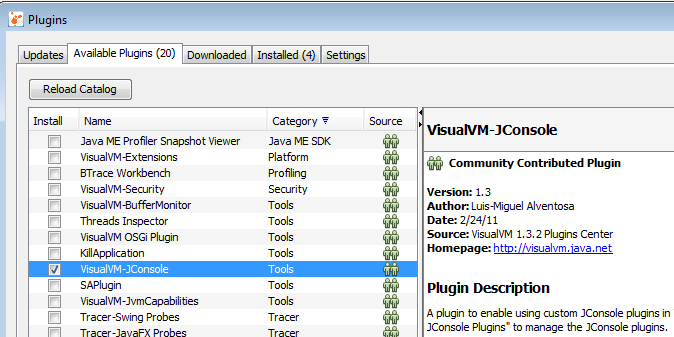 Plugins
Updates Available Plugins (20) Downloaded Installed (4) Settings
Reload Catalog
Install Name Category Source
Java ME Profiler Snapshot Viewer Java ME SDK
VisualVM-Extensions Platform
BTrace Workbench Profiling
VisualVM-Security Security
VisualVM-BufferMonitor Tools
Threads Inspector Tools
VisualVM OSGi Plugin Tools
KillApplication Tools
VisualVM-JConsole Tools
SAPlugin Tools
VisualVM-JvmCapabilities Tools
Tracer-Swing Probes Tracer
Tracer-JavaFX Probes Tracer
VisualVM-JConsole
Community Contributed Plugin
Version: 1.3
Author: Luis-Miguel Alventosa
Date: 2/24/11
Source: VisualVM 1.3.2 Plugins Center
Homepage: http://visualvm.java.net
Plugin Description
A plugin to enable using custom JConsole plugins in
JConsole Plugins" to manage the JConsole plugins.